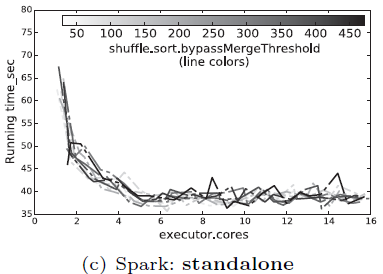 80
75
70
65
60
55
50
45
40
35
Running time_sec
50 100 150 200 250 300 350 400 450
shuffle.sort.bypassMergeThreshold
(line colors)
0 2 4 6 8 10 12 14 16
executor.cores
(c) Spark: standalone